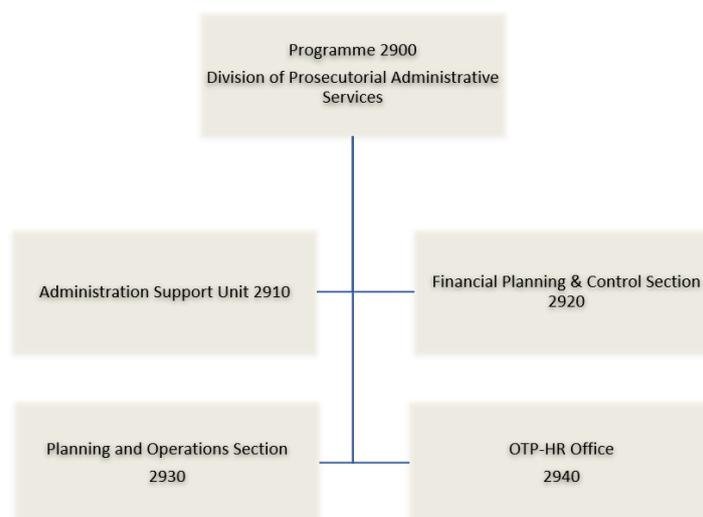 Programme 2900
Division of Prosecutorial Administrative
Services
Administration Support Unit 2910
Financial Planning & Control Section
2920
Planning and Operations Section
2930
OTP-HR Office
2940